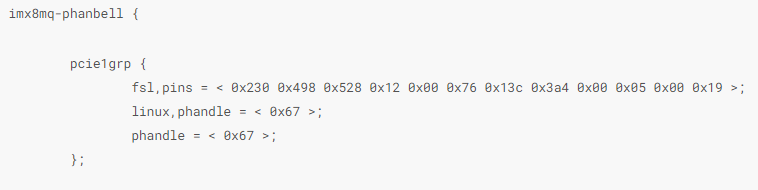 imx8mq-phanbell {
pcie1grp {
fsl,pins = < 0x230 0x498 0x528 0x12 0x00 0x76 0x13c 0x3a4 0x00 0x05 0x00 0x19 >;
linux,phandle = < 0x67 >;
phandle = < 0x67 >;
};